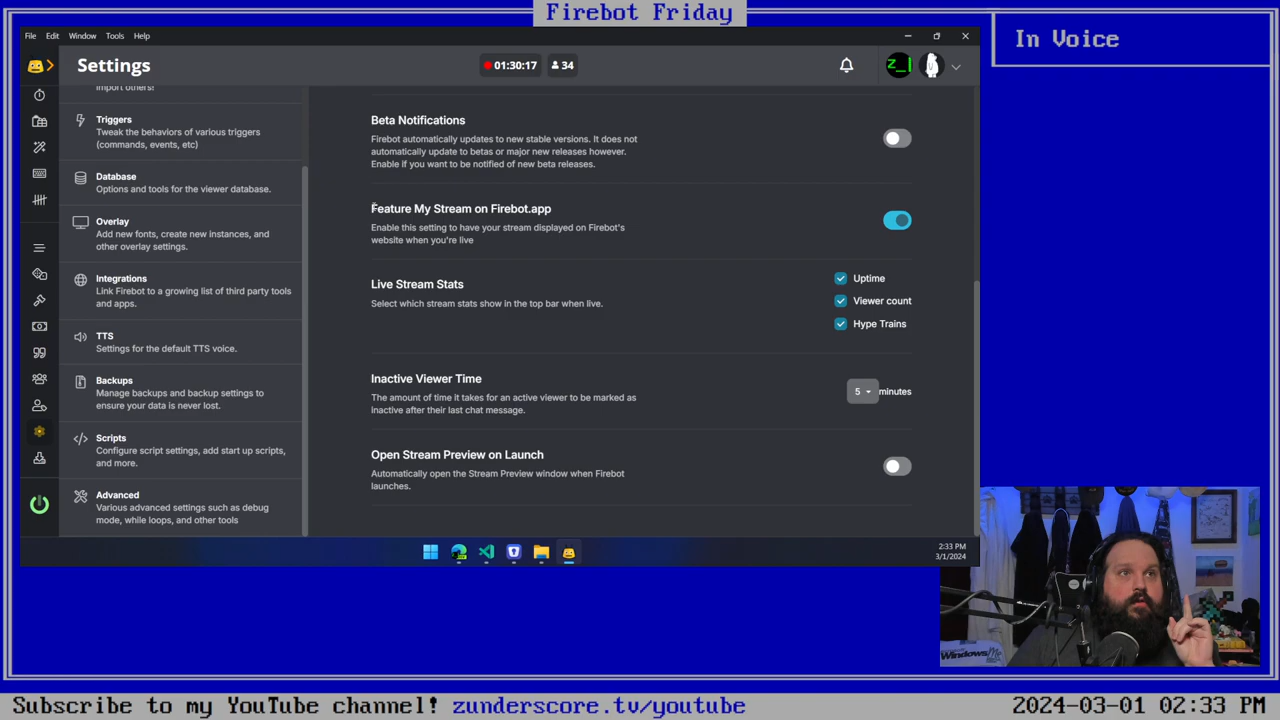 Firebot Friday
In Voice
File Edit Window Tools Help
Settings
01:30:17
34
z_
import others!
Triggers
Tweak the behaviors of various triggers
(commands, events, etc)
Database
Options and tools for the viewer database.
Overlay
Add new fonts, create new instances, and
other overlay settings.
Integrations
Link Firebot to a growing list of third party tools
and apps.
TTS
Settings for the default TTS voice.
Backups
Manage backups and backup settings to
ensure your data is never lost.
Scripts
Configure script settings, add start up scripts,
and more.
Advanced
Various advanced settings such as debug
mode, while loops, and other tools
Beta Notifications
Firebot automatically updates to new stable versions. It does not
automatically update to betas or major new releases however.
Enable if you want to be notified of new beta releases.
Feature My Stream on Firebot.app
Enable this setting to have your stream displayed on Firebot's
website when you're live
Live Stream Stats
Select which stream stats show in the top bar when live.
Uptime
Viewer count
Hype Trains
Inactive Viewer Time
The amount of time it takes for an active viewer to be marked as
inactive after their last chat message.
5 minutes
Open Stream Preview on Launch
Automatically open the Stream Preview window when Firebot
launches.
2:33 PM
3/1/2024
Windows
Subscribe to my YouTube channel! zunderscore.tv/youtube
2024-03-01 02:33 PM